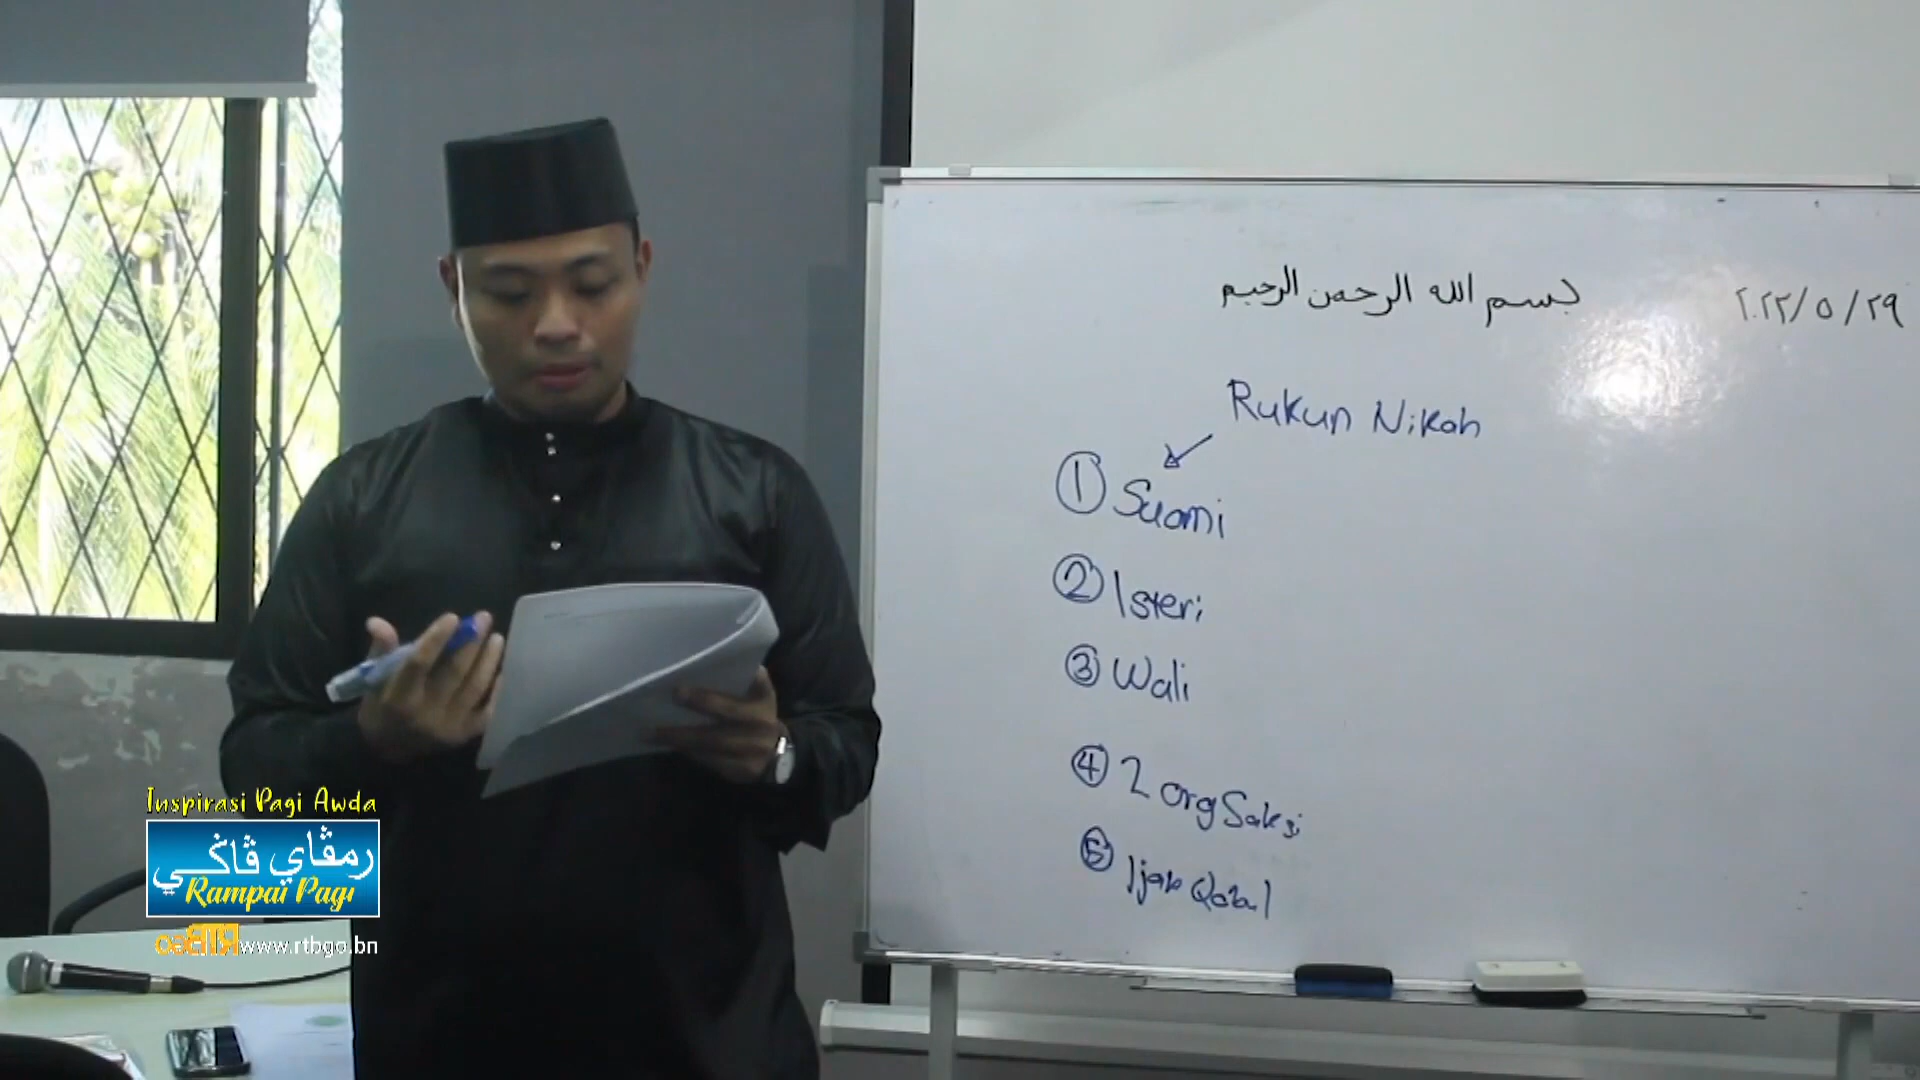 بسم الله الرحمن الرحيم
٢٠٢٢/٥/٢٩
Rukun Nikah
1 Suami
2 Isteri
3 Wali
4 2 org Saksi
5 Ijab Qabul
Inspirasi Pagi Awda
رمڤاي ڤاݢي
Rampai Pagi
www.rtbgo.bn